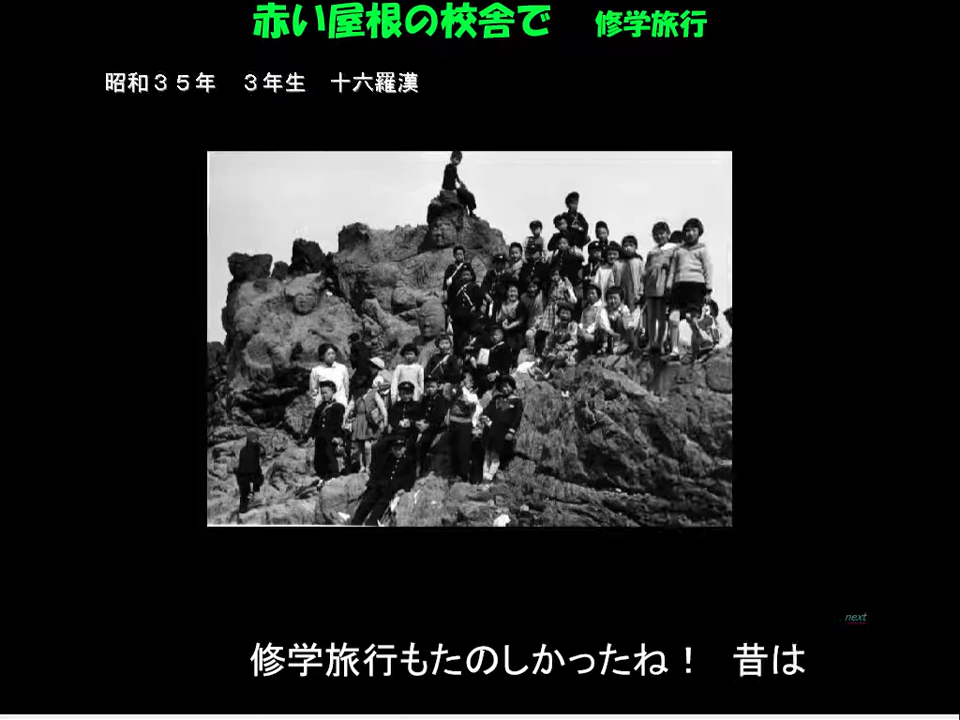 赤い屋根の校舎で　修学旅行
昭和３５年　３年生　十六羅漢
next
修学旅行もたのしかったね！　昔は